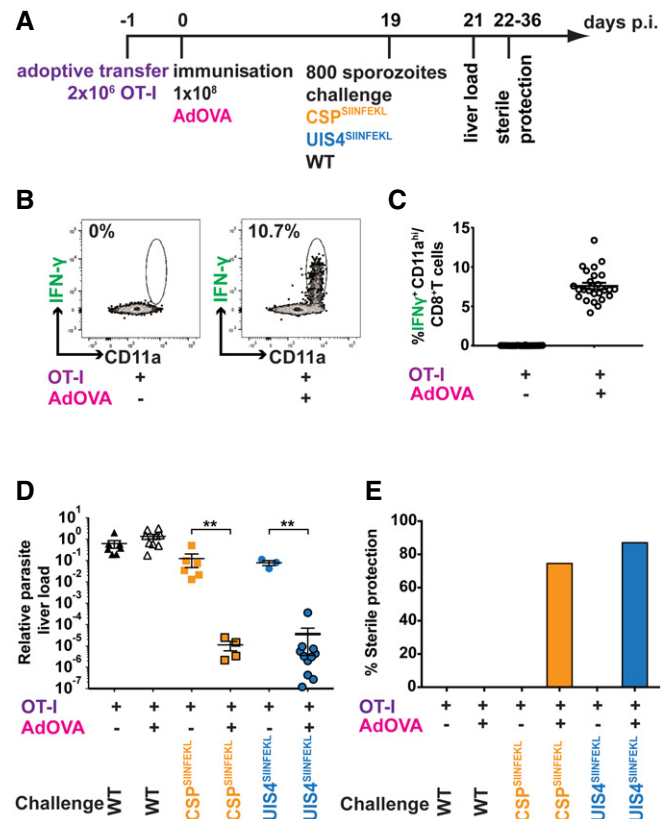 A
-1 0 19 21 22-36 days p.i.
adoptive transfer
2x10⁶ OT-I
immunisation
1x10⁸
AdOVA
800 sporozoites
challenge
CSP^SIINFEKL
UIS4^SIINFEKL
WT
liver load
sterile
protection
B
0%
10.7%
IFN-γ
IFN-γ
CD11a
CD11a
OT-I + +
AdOVA - +
C
%IFNγ⁺ CD11aʰⁱ/
CD8⁺T cells
15
10
5
0
OT-I + +
AdOVA - +
D
Relative parasite
liver load
10¹
10⁰
10⁻¹
10⁻²
10⁻³
10⁻⁴
10⁻⁵
10⁻⁶
10⁻⁷
** **
OT-I + + + + + +
AdOVA - + - + - +
Challenge WT WT CSP^SIINFEKL CSP^SIINFEKL UIS4^SIINFEKL UIS4^SIINFEKL
E
% Sterile protection
100
80
60
40
20
0
OT-I + + + + + +
AdOVA - + - + - +
Challenge WT WT CSP^SIINFEKL CSP^SIINFEKL UIS4^SIINFEKL UIS4^SIINFEKL